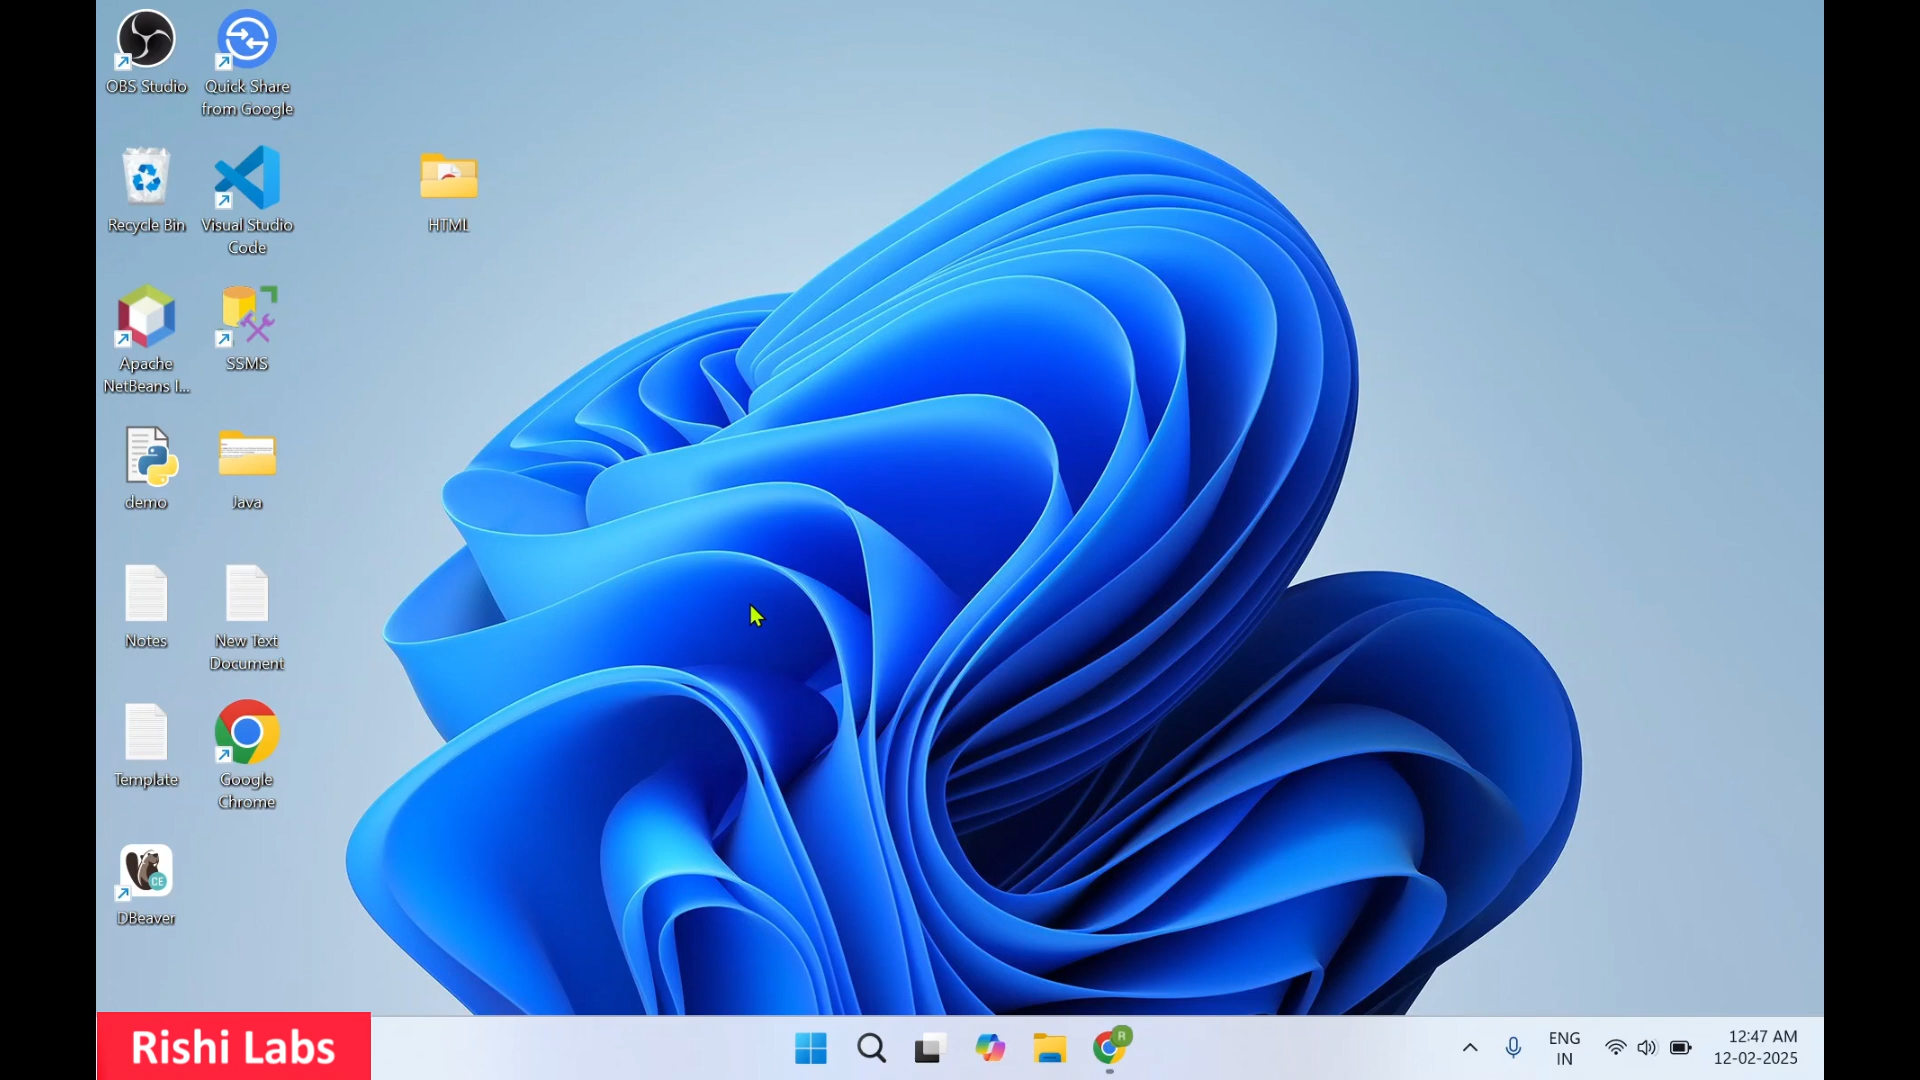 OBS Studio
Quick Share
from Google
Recycle Bin
Visual Studio
Code
HTML
Apache
NetBeans I...
SSMS
demo
Java
Notes
New Text
Document
Template
Google
Chrome
CE
DBeaver
Rishi Labs
R
ENG
IN
12:47 AM
12-02-2025